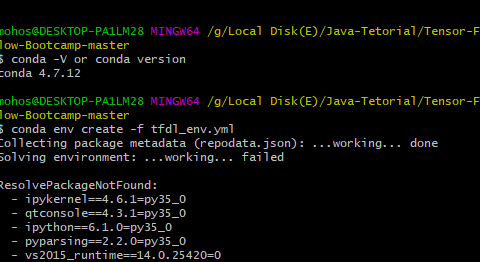 mohos@DESKTOP-PA1LM28 MINGW64 /g/Local Disk(E)/Java-Tetorial/Tensor-F
low-Bootcamp-master
$ conda -V or conda version
conda 4.7.12
mohos@DESKTOP-PA1LM28 MINGW64 /g/Local Disk(E)/Java-Tetorial/Tensor-F
low-Bootcamp-master
$ conda env create -f tfdl_env.yml
Collecting package metadata (repodata.json): ...working... done
Solving environment: ...working... failed
ResolvePackageNotFound:
- ipykernel==4.6.1=py35_0
- qtconsole==4.3.1=py35_0
- ipython==6.1.0=py35_0
- pyparsing==2.2.0=py35_0
- vs2015_runtime==14.0.25420=0